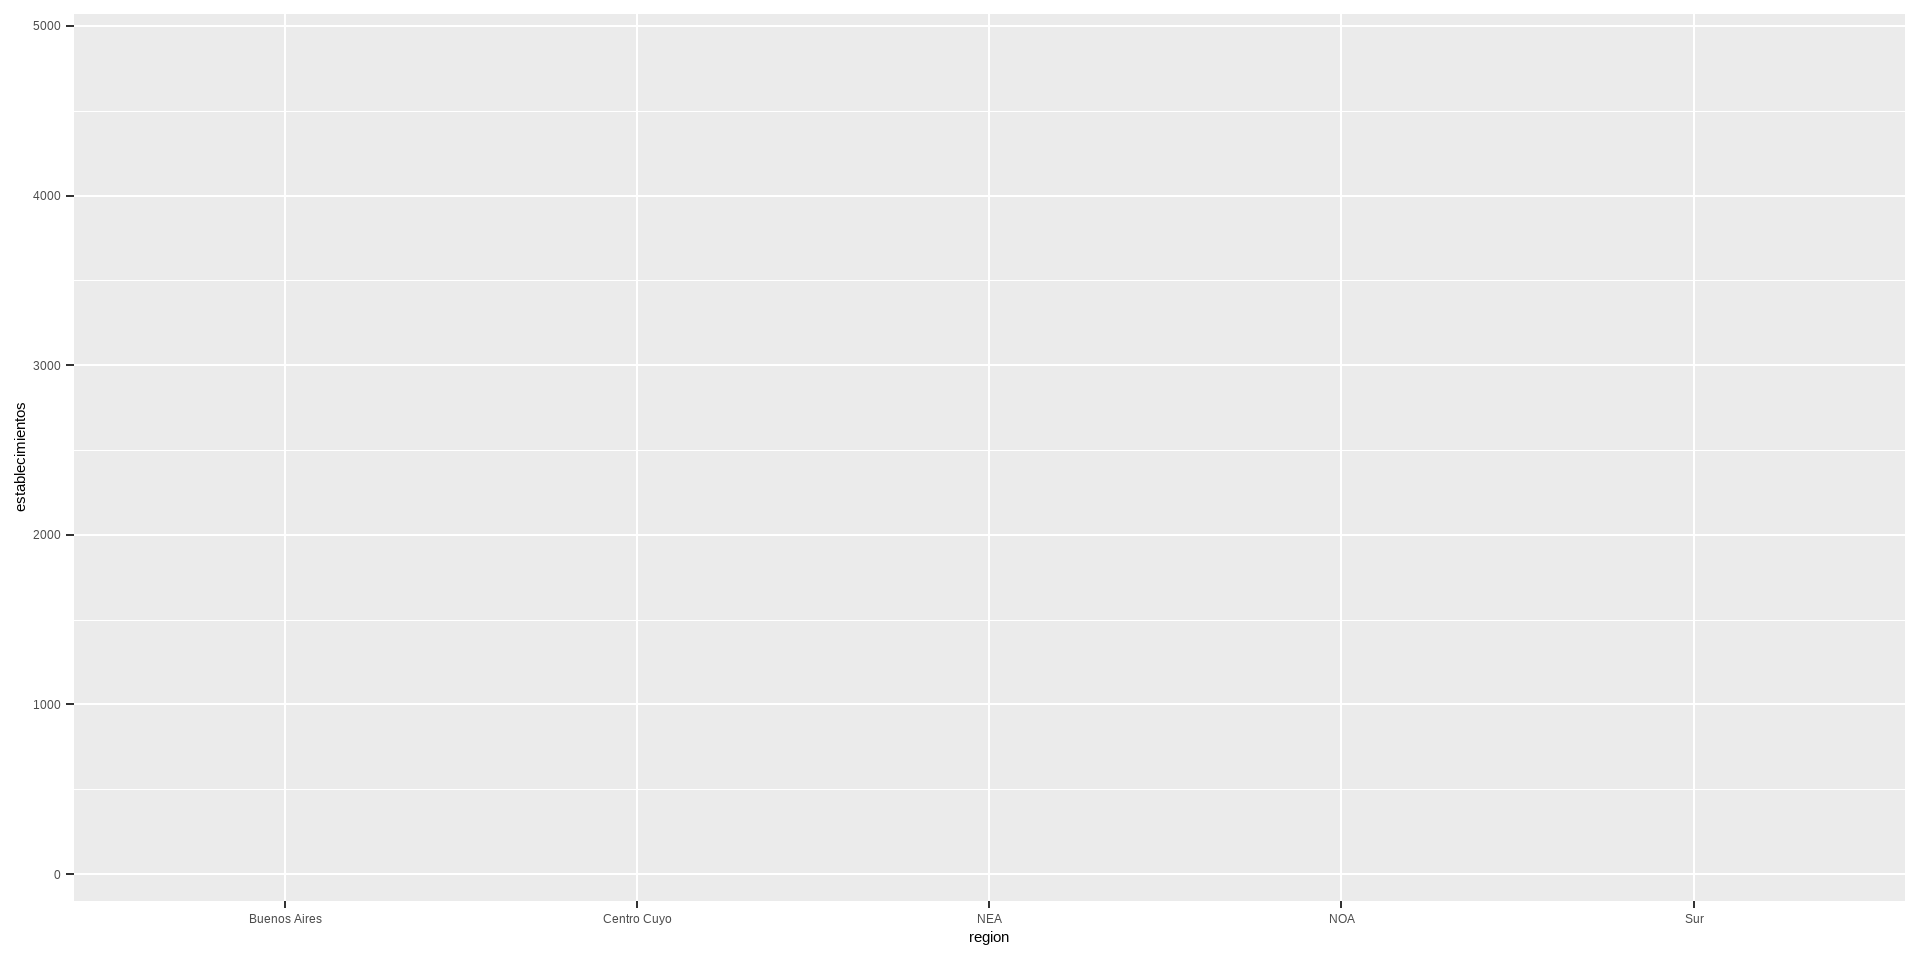 5000
4000
3000
2000
1000
0
establecimientos
Buenos Aires
Centro Cuyo
NEA
NOA
Sur
region